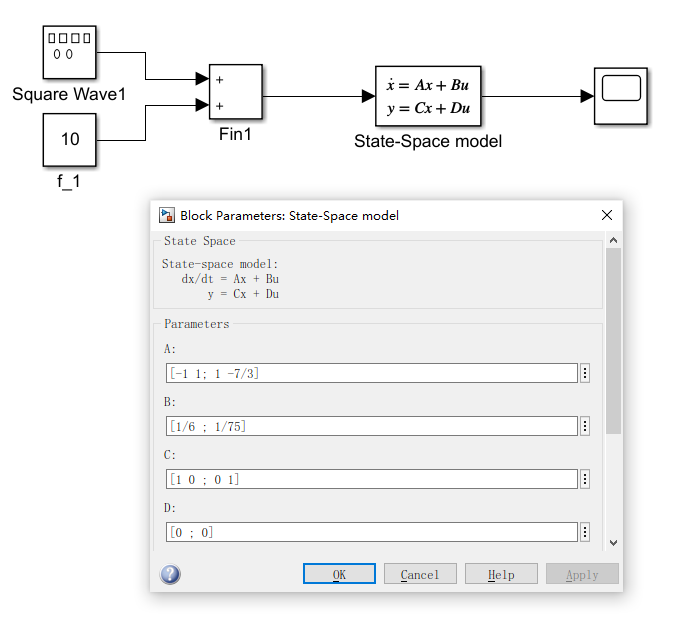 Square Wave1
10
f_1
+
+
Fin1
ẋ = Ax + Bu
y = Cx + Du
State-Space model
Block Parameters: State-Space model
State Space
State-space model:
dx/dt = Ax + Bu
y = Cx + Du
Parameters
A:
[-1 1; 1 -7/3]
B:
[1/6 ; 1/75]
C:
[1 0 ; 0 1]
D:
[0 ; 0]
?
OK
Cancel
Help
Apply